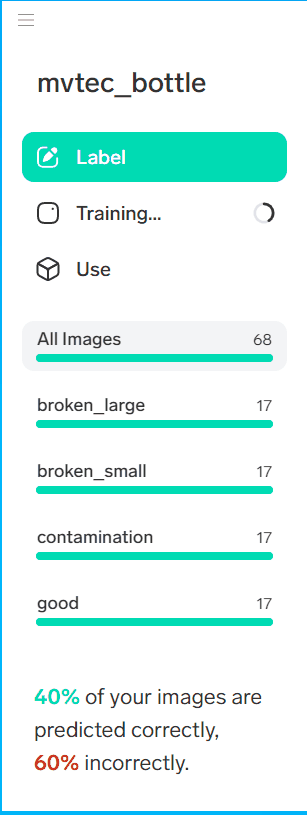 mvtec_bottle
Label
Training...
Use
All Images 68
broken_large 17
broken_small 17
contamination 17
good 17
40% of your images are
predicted correctly,
60% incorrectly.